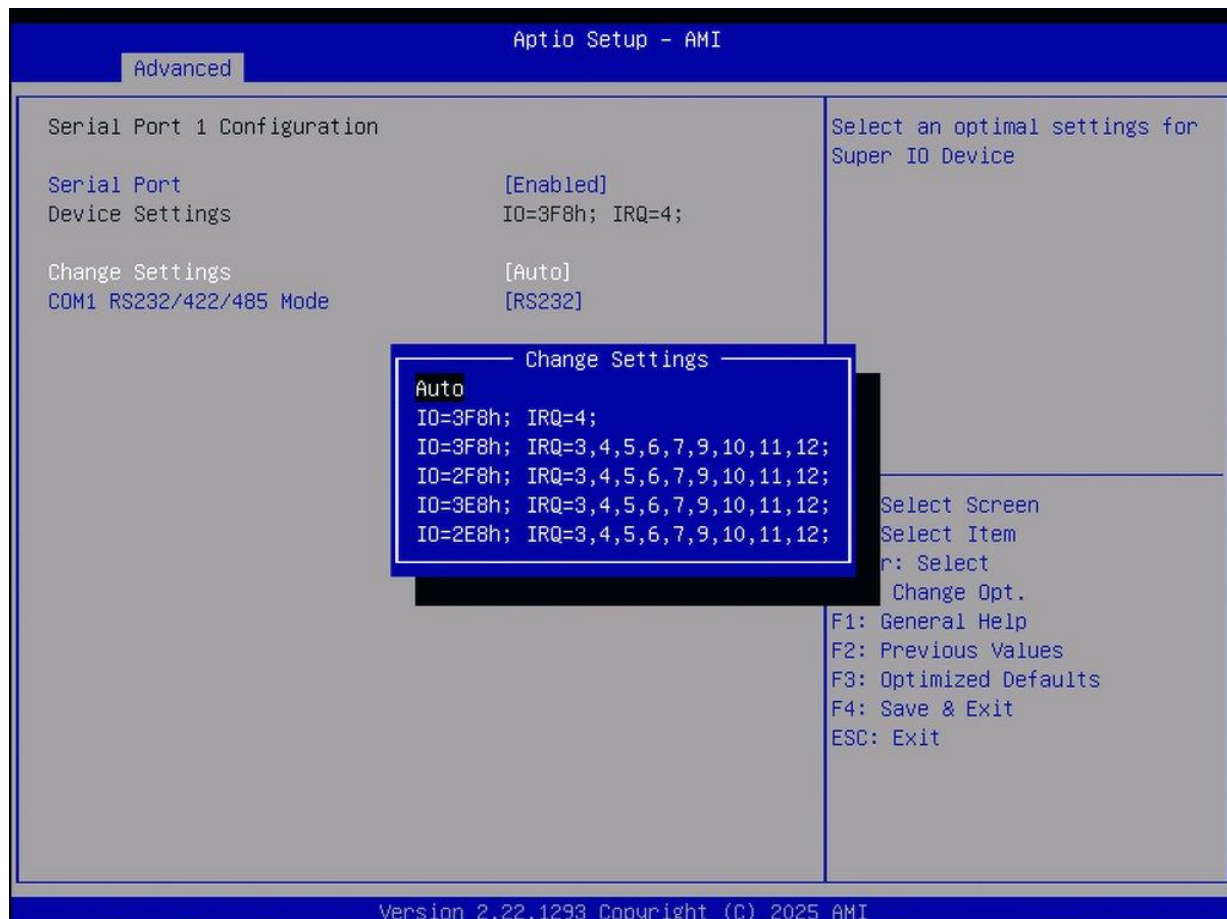 Aptio Setup – AMI
Advanced
Serial Port 1 Configuration
Serial Port [Enabled]
Device Settings IO=3F8h; IRQ=4;
Change Settings [Auto]
COM1 RS232/422/485 Mode [RS232]
Select an optimal settings for
Super IO Device
Change Settings
Auto
IO=3F8h; IRQ=4;
IO=3F8h; IRQ=3,4,5,6,7,9,10,11,12;
IO=2F8h; IRQ=3,4,5,6,7,9,10,11,12;
IO=3E8h; IRQ=3,4,5,6,7,9,10,11,12;
IO=2E8h; IRQ=3,4,5,6,7,9,10,11,12;
Select Screen
Select Item
r: Select
Change Opt.
F1: General Help
F2: Previous Values
F3: Optimized Defaults
F4: Save & Exit
ESC: Exit
Version 2.22.1293 Copyright (C) 2025 AMI